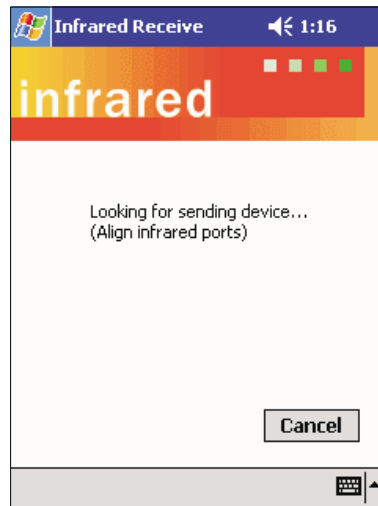 Infrared Receive 1:16
infrared
Looking for sending device...
(Align infrared ports)
Cancel